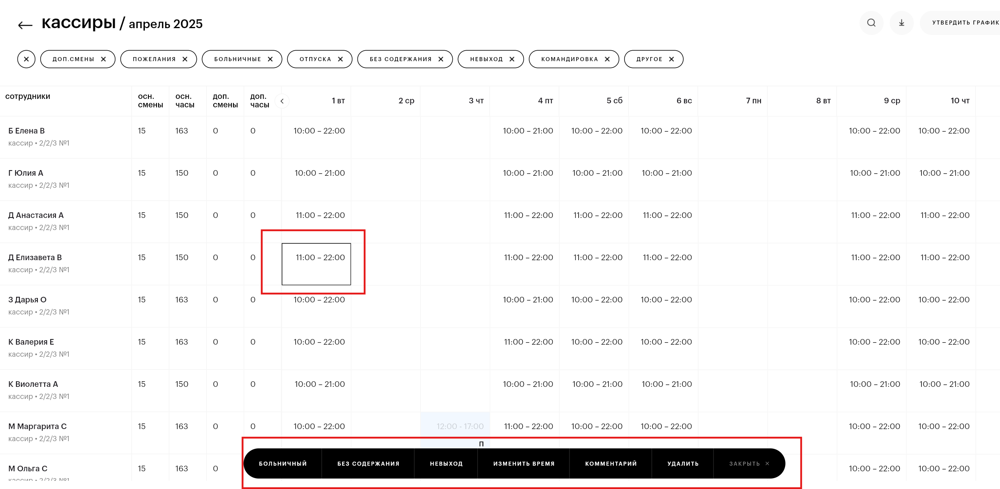 кассиры / апрель 2025
УТВЕРДИТЬ ГРАФИК
ДОП.СМЕНЫ ПОЖЕЛАНИЯ БОЛЬНИЧНЫЕ ОТПУСКА БЕЗ СОДЕРЖАНИЯ НЕВЫХОД КОМАНДИРОВКА ДРУГОЕ
сотрудники осн. смены осн. часы доп. смены доп. часы 1 вт 2 ср 3 чт 4 пт 5 сб 6 вс 7 пн 8 вт 9 ср 10 чт
Б Елена В 15 163 0 0 10:00 – 22:00 10:00 – 21:00 10:00 – 22:00 10:00 – 22:00 10:00 – 22:00 10:00 – 22:00
кассир • 2/2/3 №1
Г Юлия А 15 150 0 0 10:00 – 21:00 10:00 – 21:00 10:00 – 21:00 10:00 – 21:00 10:00 – 21:00 10:00 – 21:00
кассир • 2/2/3 №1
Д Анастасия А 15 150 0 0 11:00 – 22:00 11:00 – 22:00 11:00 – 22:00 11:00 – 22:00 11:00 – 22:00 11:00 – 22:00
кассир • 2/2/3 №1
Д Елизавета В 15 150 0 0 11:00 – 22:00 11:00 – 22:00 11:00 – 22:00 11:00 – 22:00 11:00 – 22:00 11:00 – 22:00
кассир • 2/2/3 №1
З Дарья О 15 163 0 0 10:00 – 22:00 10:00 – 21:00 10:00 – 22:00 10:00 – 22:00 10:00 – 22:00 10:00 – 22:00
кассир • 2/2/3 №1
К Валерия Е 15 163 0 0 10:00 – 22:00 11:00 – 22:00 10:00 – 22:00 10:00 – 22:00 10:00 – 22:00 10:00 – 22:00
кассир • 2/2/3 №1
К Виолетта А 15 150 0 0 10:00 – 21:00 10:00 – 21:00 10:00 – 21:00 10:00 – 21:00 10:00 – 21:00 10:00 – 21:00
кассир • 2/2/3 №1
М Маргарита С 15 163 0 0 10:00 – 22:00 12:00 - 17:00 11:00 – 22:00 10:00 – 22:00 10:00 – 22:00 10:00 – 22:00 10:00 – 22:00
кассир • 2/2/3 №1 П
М Ольга С 15 163 0 10:00 – 22:00 10:00 – 22:00
кассир • 2/2/3 №1
БОЛЬНИЧНЫЙ БЕЗ СОДЕРЖАНИЯ НЕВЫХОД ИЗМЕНИТЬ ВРЕМЯ КОММЕНТАРИЙ УДАЛИТЬ ЗАКРЫТЬ